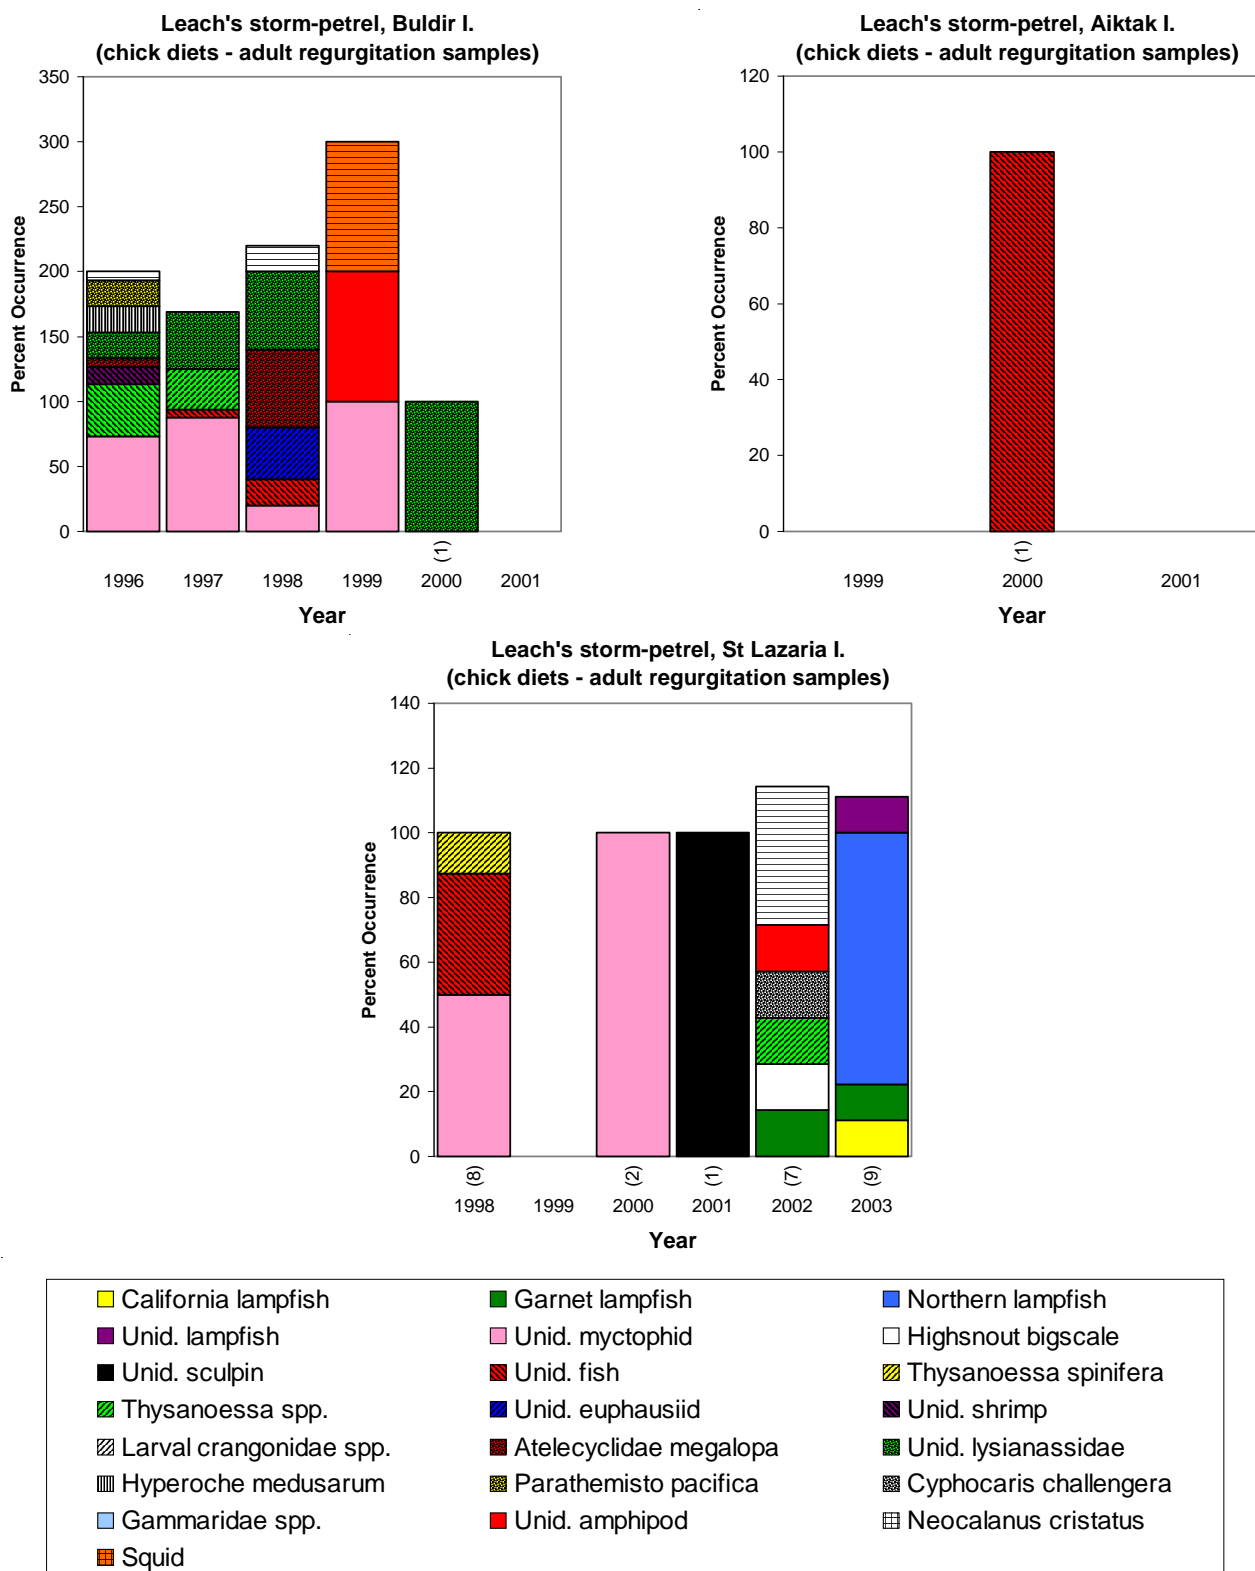 Leach's storm-petrel, Buldir I.
(chick diets - adult regurgitation samples)
350
300
250
200
150
100
50
0
Percent Occurrence
(1)
1996 1997 1998 1999 2000 2001
Year
Leach's storm-petrel, Aiktak I.
(chick diets - adult regurgitation samples)
120
100
80
60
40
20
0
Percent Occurrence
(1)
1999 2000 2001
Year
Leach's storm-petrel, St Lazaria I.
(chick diets - adult regurgitation samples)
140
120
100
80
60
40
20
0
Percent Occurrence
(8) (2) (1) (7) (9)
1998 1999 2000 2001 2002 2003
Year
California lampfish Garnet lampfish Northern lampfish
Unid. lampfish Unid. myctophid Highsnout bigscale
Unid. sculpin Unid. fish Thysanoessa spinifera
Thysanoessa spp. Unid. euphausiid Unid. shrimp
Larval crangonidae spp. Atelecyclidae megalopa Unid. lysianassidae
Hyperoche medusarum Parathemisto pacifica Cyphocaris challengera
Gammaridae spp. Unid. amphipod Neocalanus cristatus
Squid